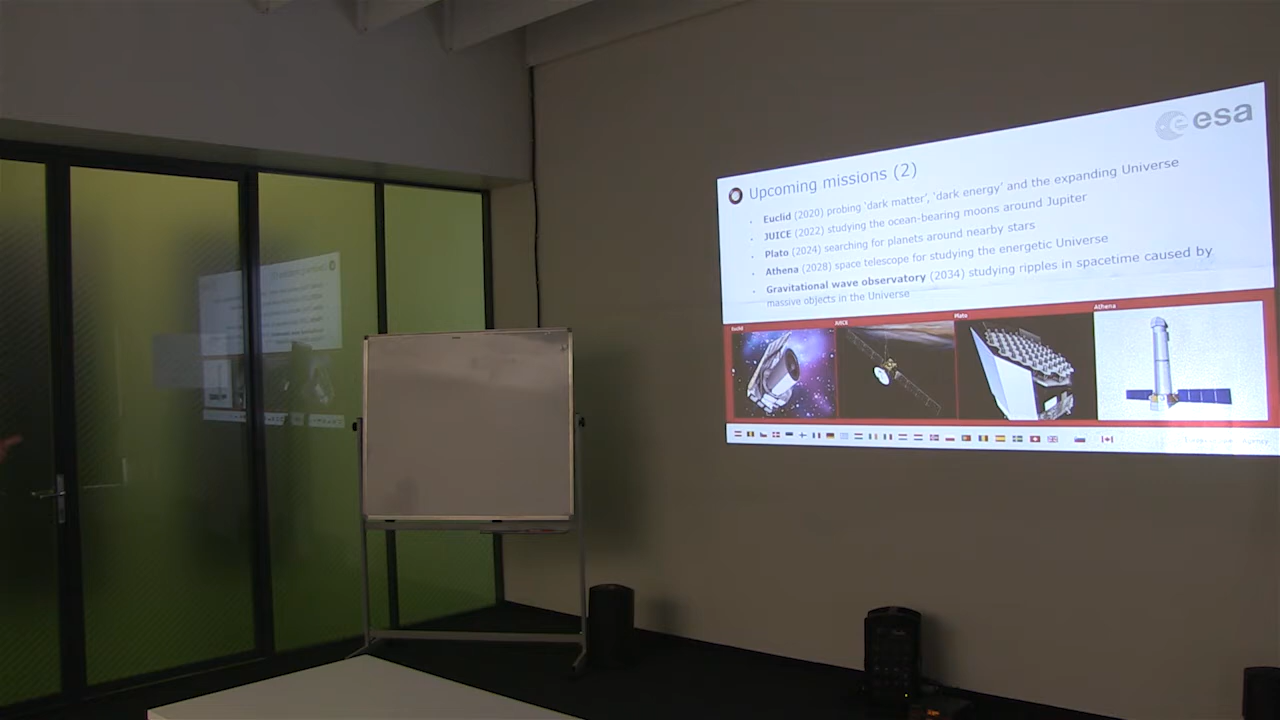 esa
Upcoming missions (2)
Euclid (2020) probing 'dark matter', 'dark energy' and the expanding Universe
JUICE (2022) studying the ocean-bearing moons around Jupiter
Plato (2024) searching for planets around nearby stars
Athena (2028) space telescope for studying the energetic Universe
Gravitational wave observatory (2034) studying ripples in spacetime caused by
massive objects in the Universe
Euclid
JUICE
Plato
Athena